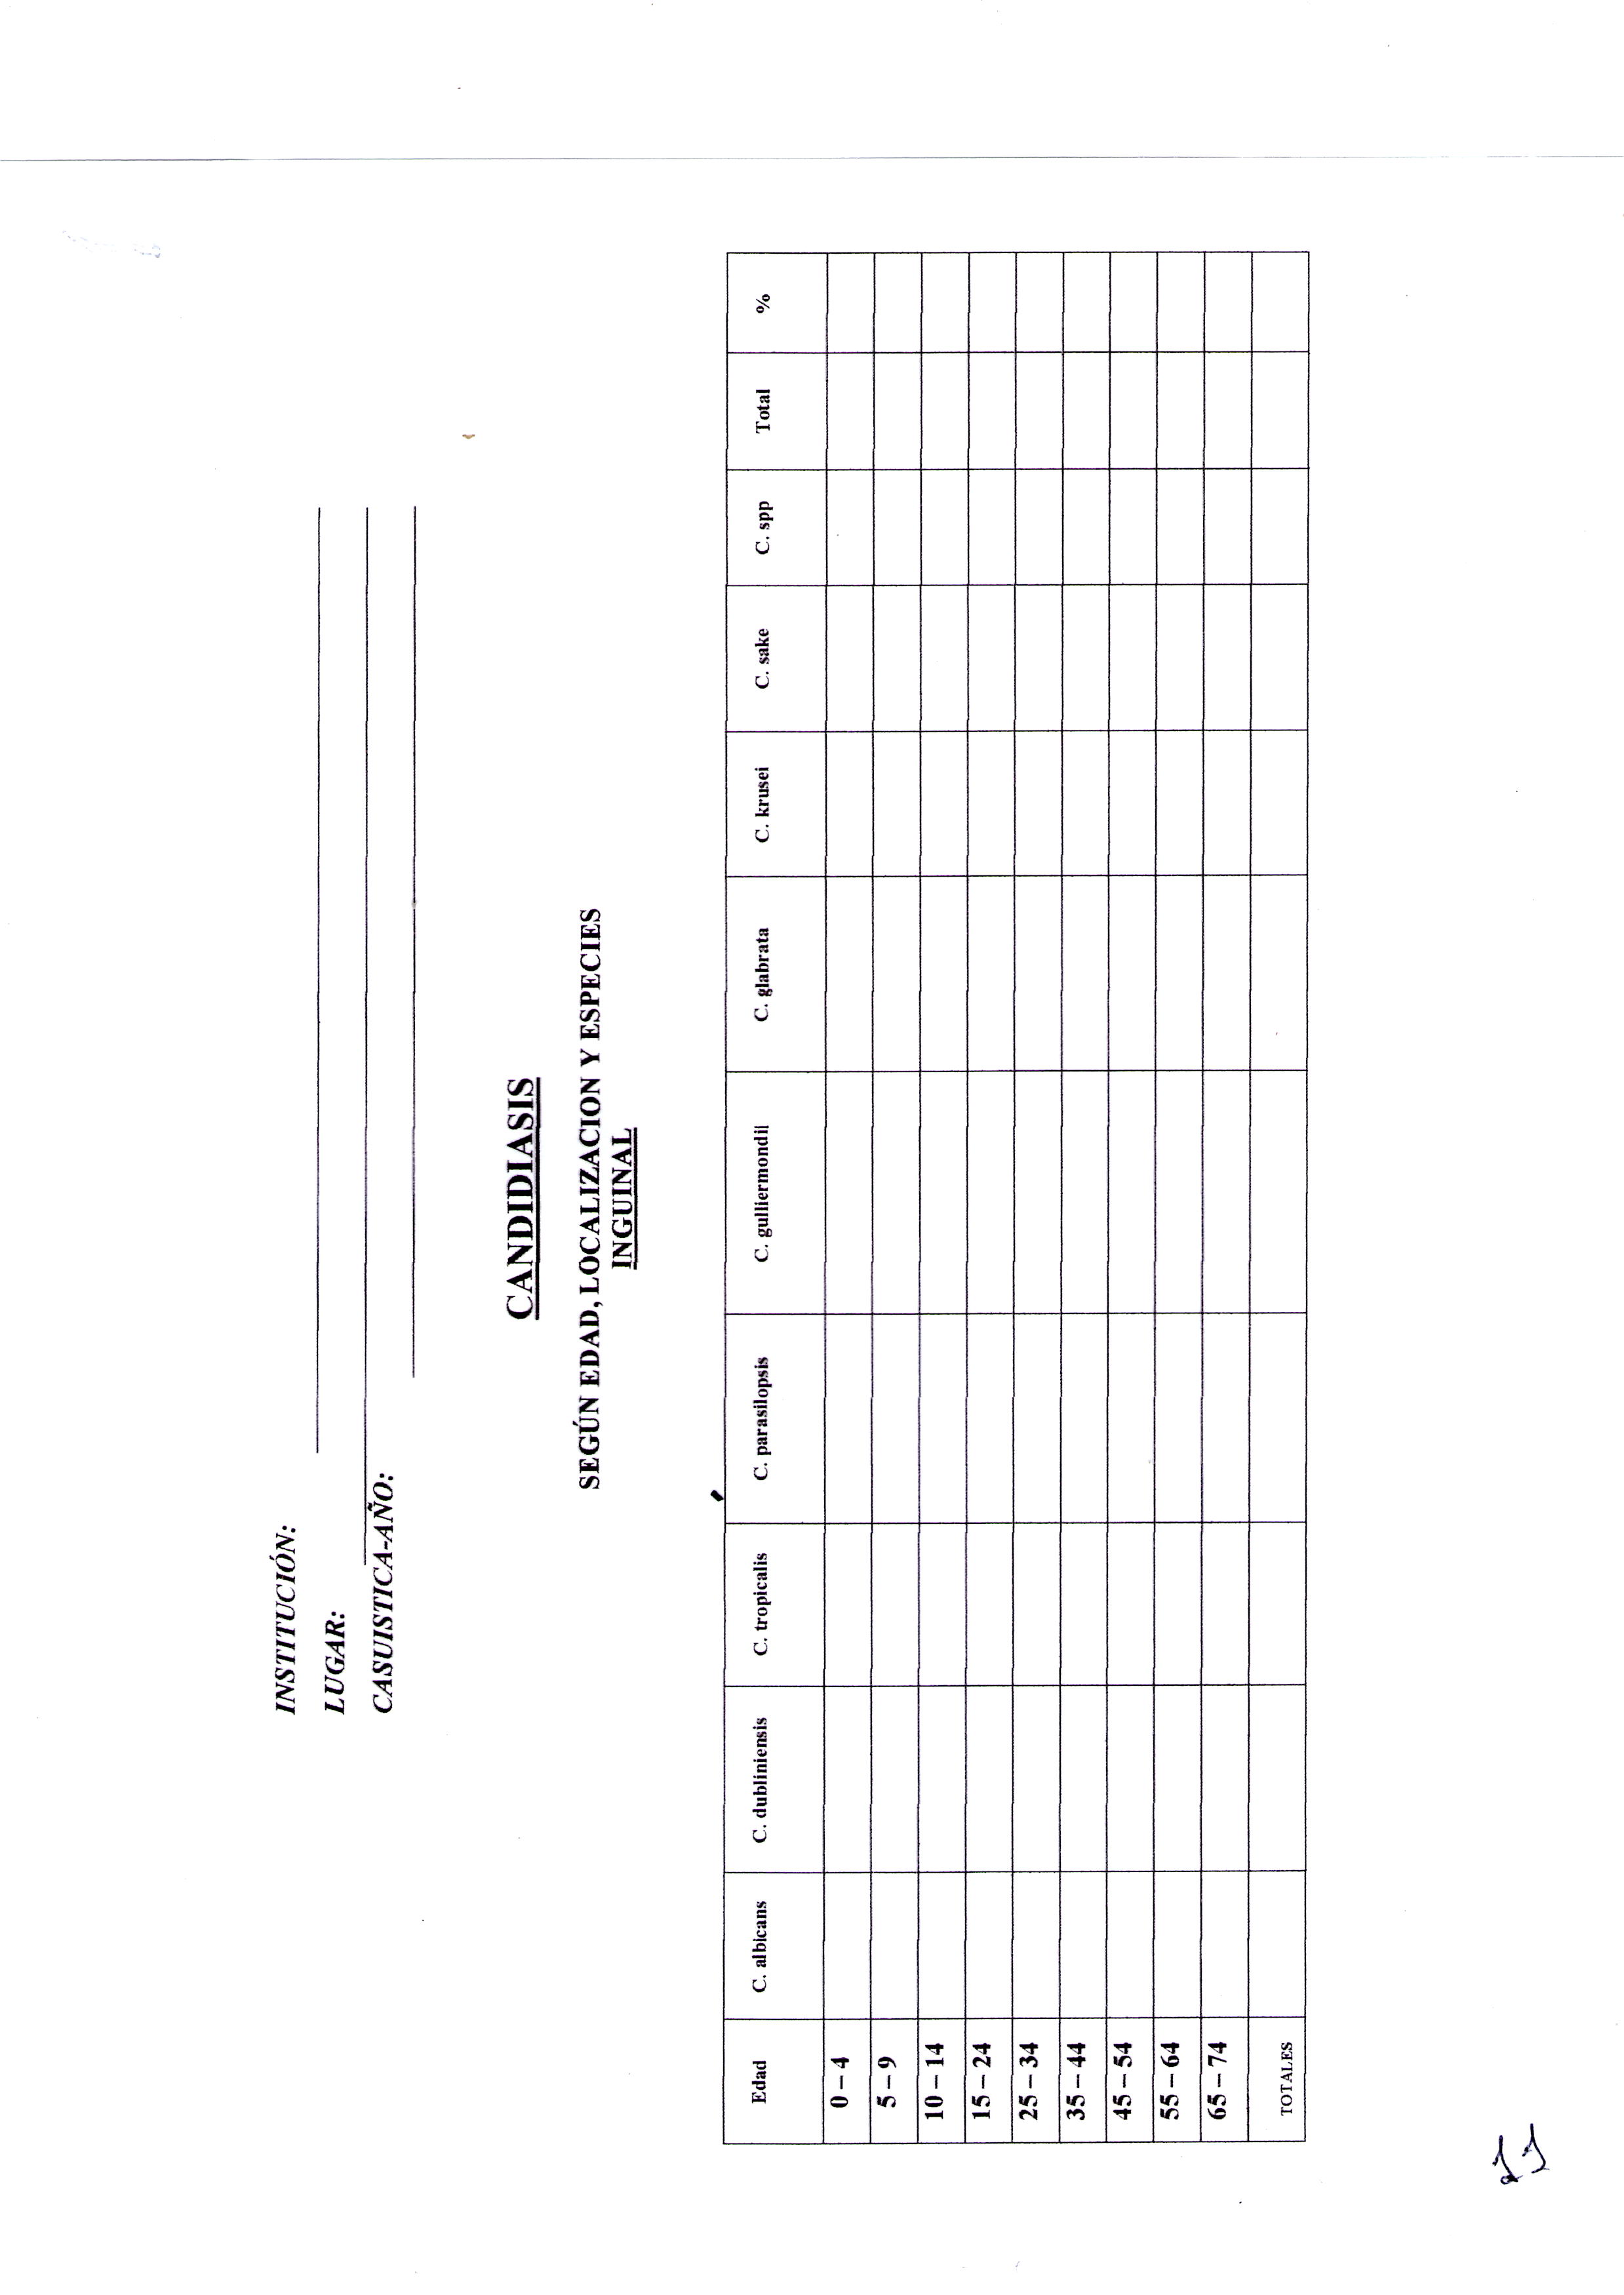 INSTITUCIÓN:
LUGAR:
CASUISTICA-AÑO:
CANDIDIASIS
SEGÚN EDAD, LOCALIZACION Y ESPECIES
INGUINAL
Edad C. albicans C. dubliniensis C. tropicalis C. parasilopsis C. gulliermondil C. glabrata C. krusei C. sake C. spp Total %
0 – 4
5 – 9
10 – 14
15 – 24
25 – 34
35 – 44
45 – 54
55 – 64
65 – 74
TOTALES
11